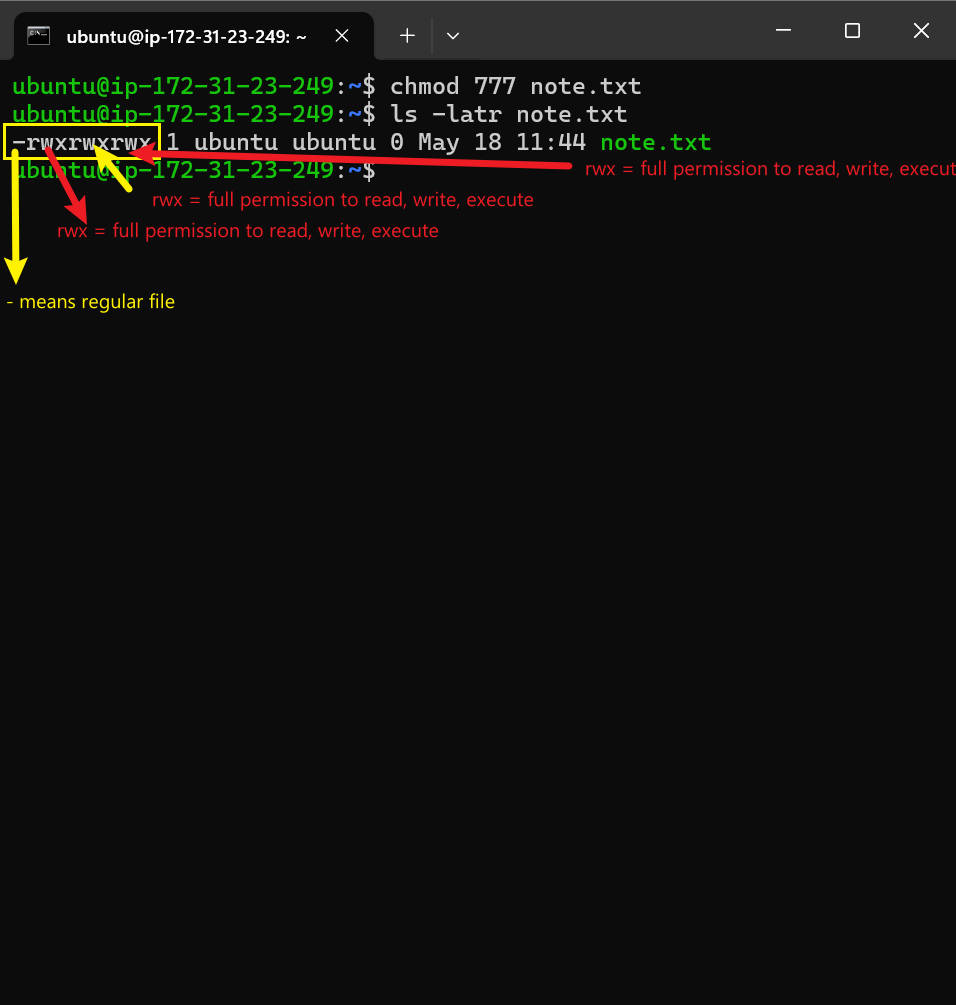 ubuntu@ip-172-31-23-249: ~
ubuntu@ip-172-31-23-249:~$ chmod 777 note.txt
ubuntu@ip-172-31-23-249:~$ ls -latr note.txt
-rwxrwxrwx 1 ubuntu ubuntu 0 May 18 11:44 note.txt
ubuntu@ip-172-31-23-249:~$
rwx = full permission to read, write, execut
rwx = full permission to read, write, execute
rwx = full permission to read, write, execute
- means regular file